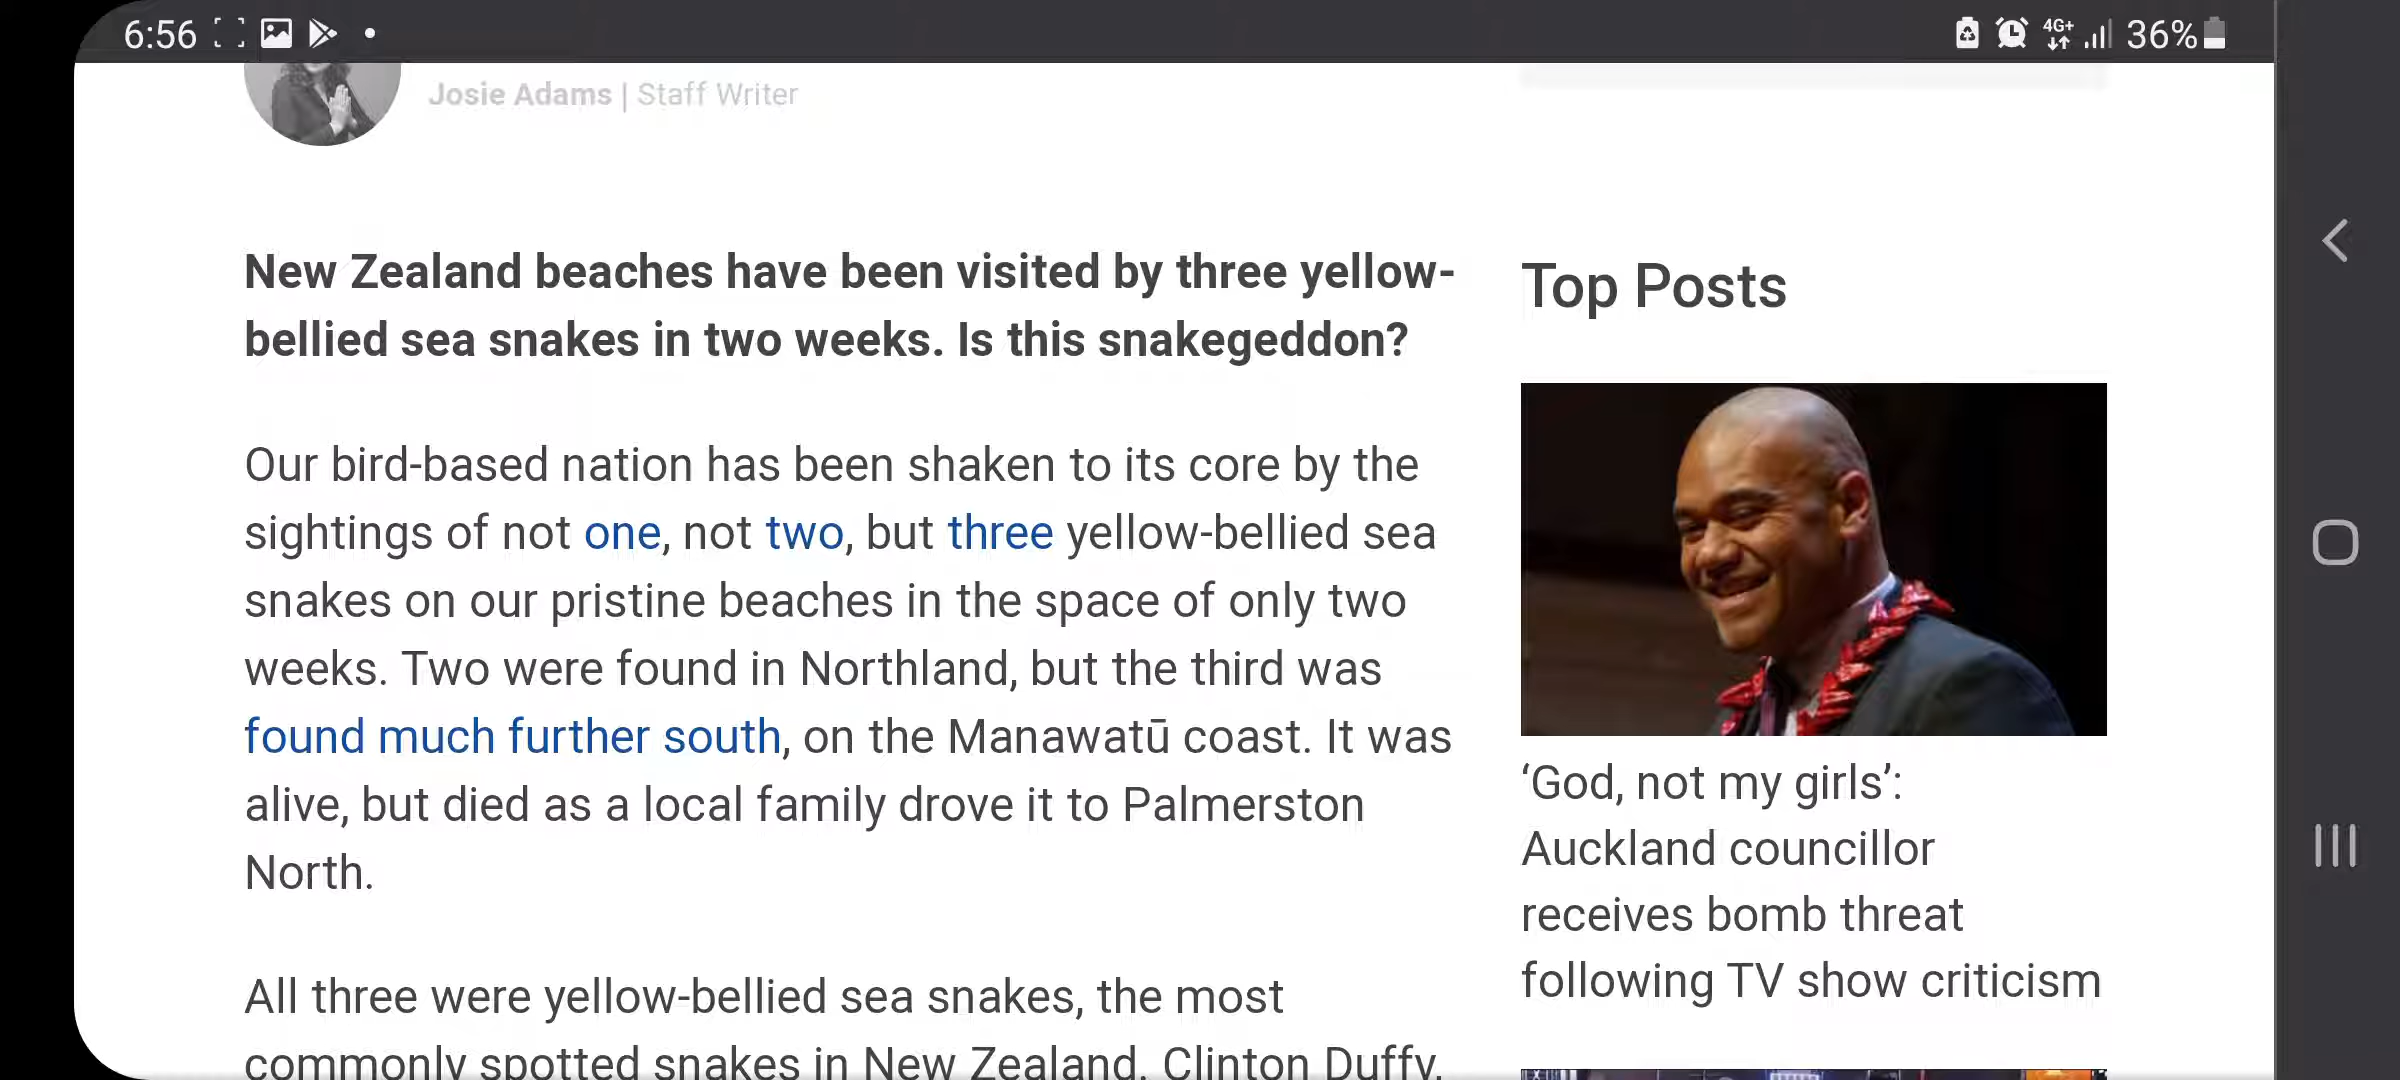 6:56
4G+
36%
Josie Adams | Staff Writer
New Zealand beaches have been visited by three yellow-
bellied sea snakes in two weeks. Is this snakegeddon?
Our bird-based nation has been shaken to its core by the
sightings of not one, not two, but three yellow-bellied sea
snakes on our pristine beaches in the space of only two
weeks. Two were found in Northland, but the third was
found much further south, on the Manawatū coast. It was
alive, but died as a local family drove it to Palmerston
North.
All three were yellow-bellied sea snakes, the most
commonly spotted snakes in New Zealand. Clinton Duffy,
Top Posts
‘God, not my girls’:
Auckland councillor
receives bomb threat
following TV show criticism